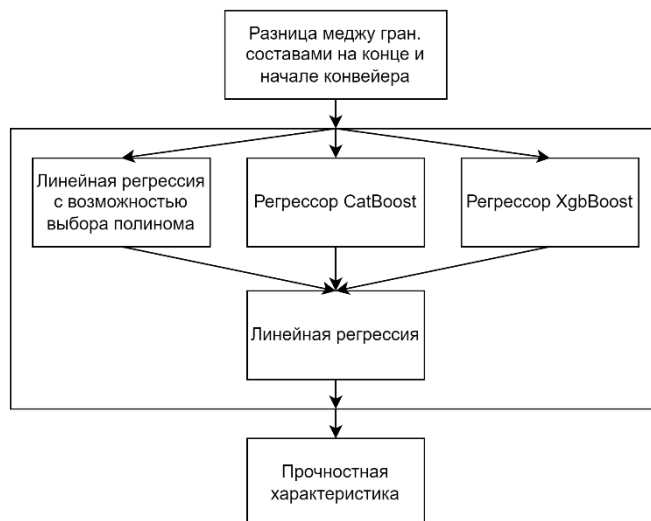 Разница меджу гран.
составами на конце и
начале конвейера
Линейная регрессия
с возможностью
выбора полинома
Регрессор CatBoost
Регрессор XgbBoost
Линейная регрессия
Прочностная
характеристика